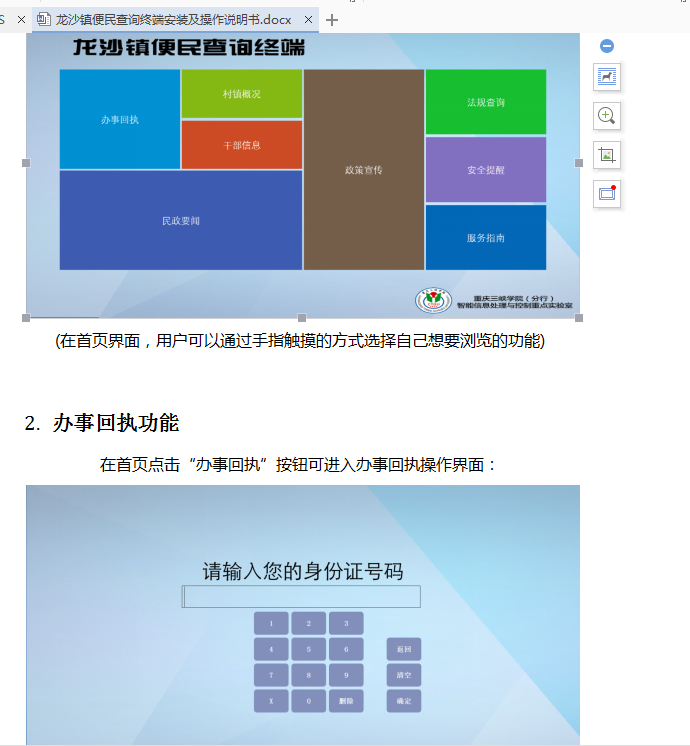 S
龙沙镇便民查询终端安装及操作说明书.docx
龙沙镇便民查询终端
办事回执
村镇概况
干部信息
政策宣传
法规查询
安全提醒
民政要闻
服务指南
重庆三峡学院（分行）
智能信息处理与控制重点实验室
(在首页界面，用户可以通过手指触摸的方式选择自己想要浏览的功能)
2. 办事回执功能
在首页点击“办事回执”按钮可进入办事回执操作界面：
请输入您的身份证号码
1 2 3
4 5 6 返回
7 8 9 清空
X 0 删除 确定